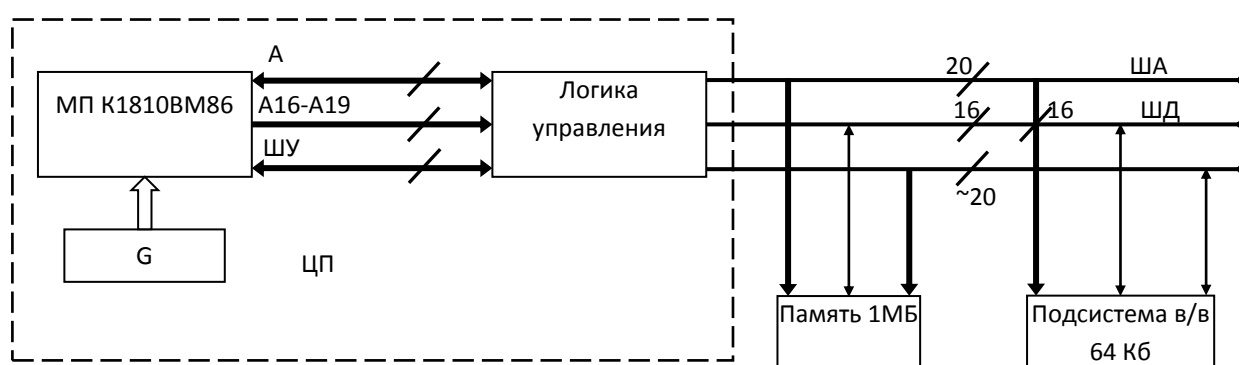 А
20
ША
МП К1810ВМ86
А16-А19
Логика
управления
16
16
ШД
ШУ
~20
G
ЦП
Память 1МБ
Подсистема в/в
64 Кб